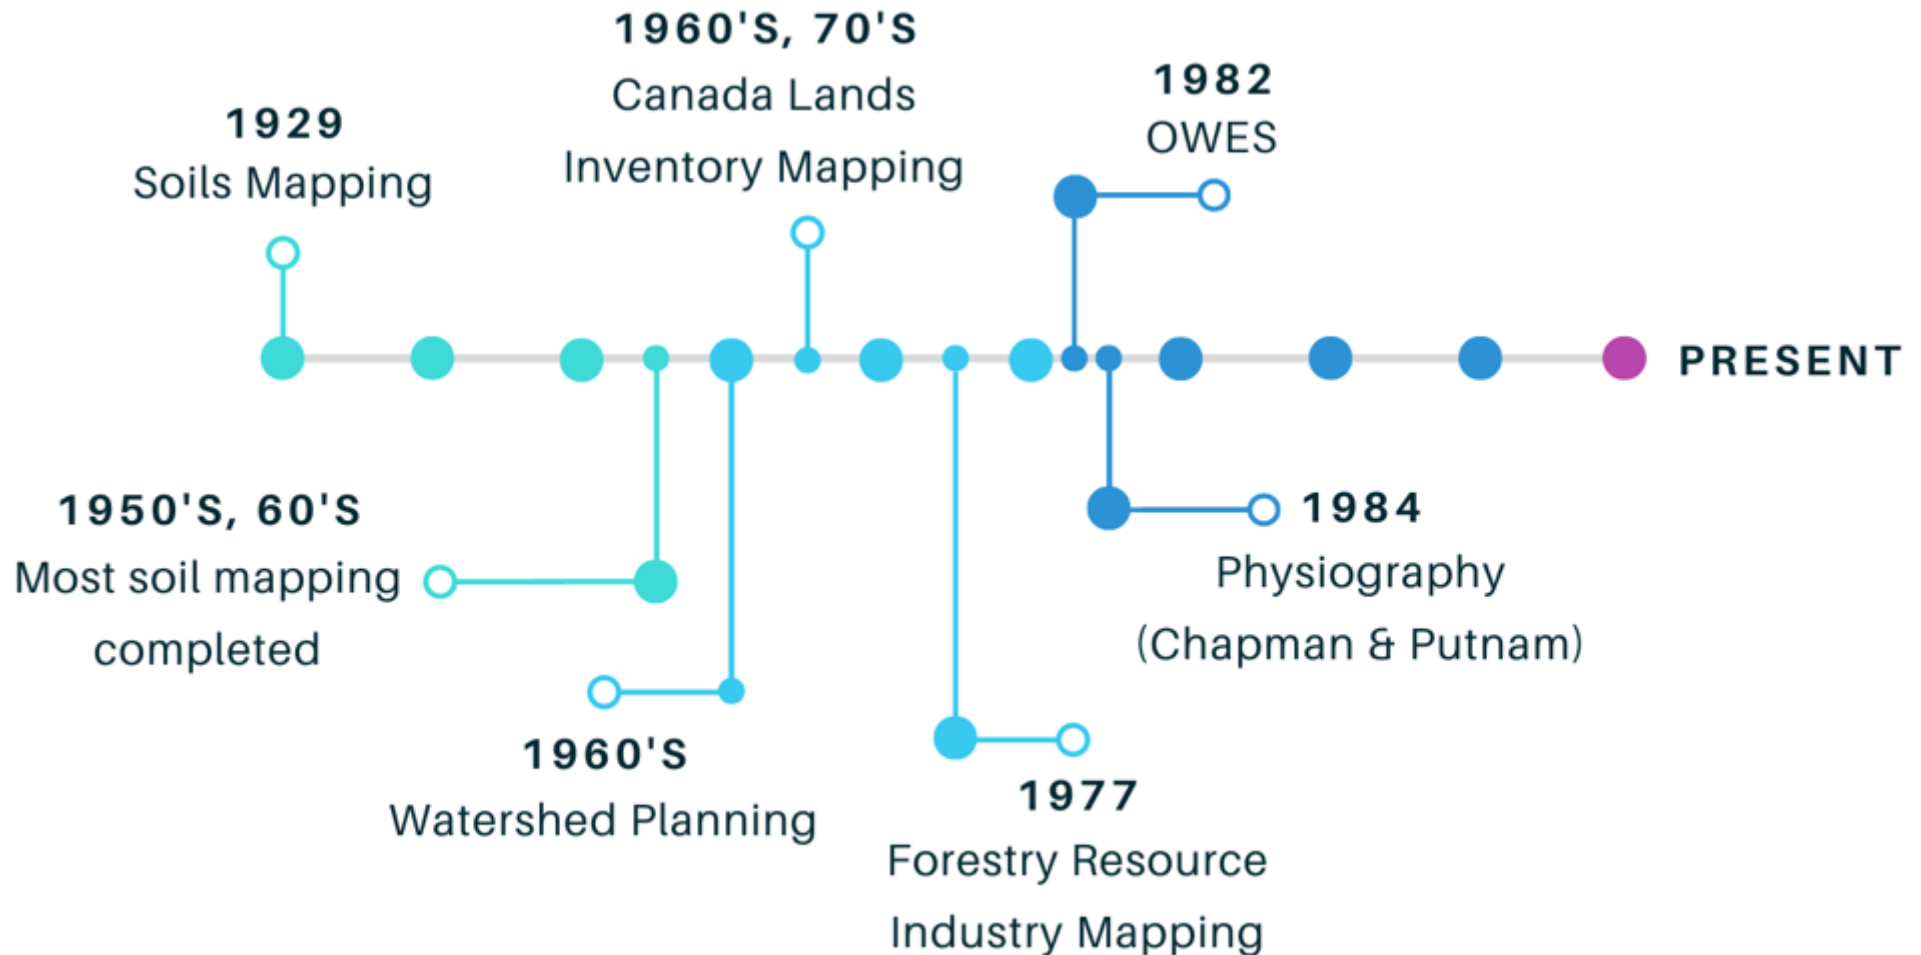 1929
Soils Mapping
1950'S, 60'S
Most soil mapping
completed
1960'S
Watershed Planning
1960'S, 70'S
Canada Lands
Inventory Mapping
1977
Forestry Resource
Industry Mapping
1982
OWES
1984
Physiography
(Chapman & Putnam)
PRESENT